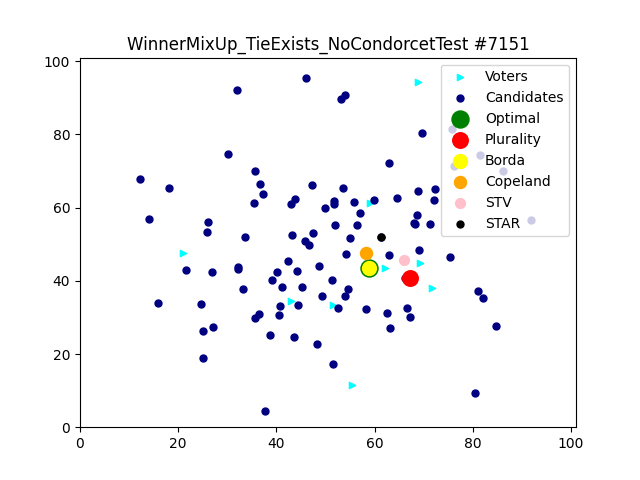 WinnerMixUp_TieExists_NoCondorcetTest #7151
100
80
60
40
20
0
0 20 40 60 80 100
Voters
Candidates
Optimal
Plurality
Borda
Copeland
STV
STAR